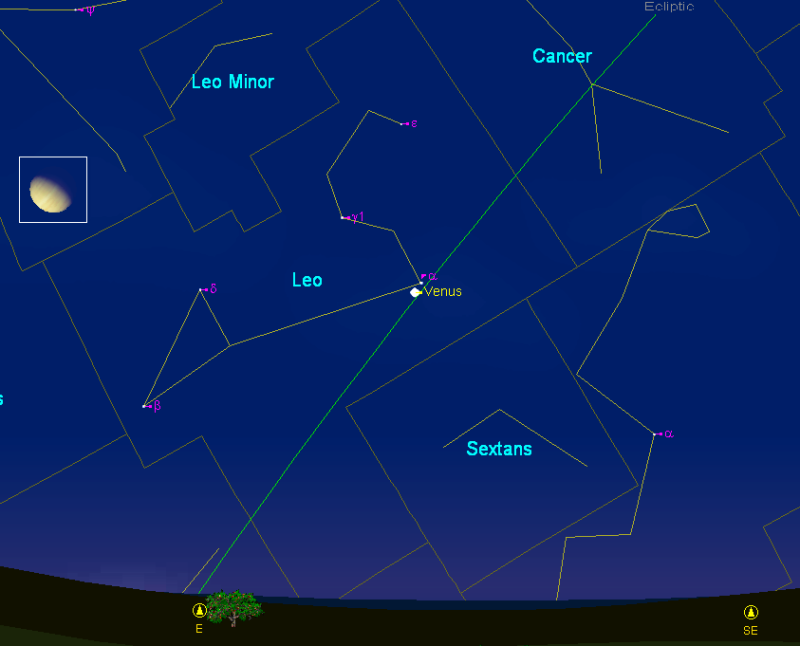 ψ
Ecliptic
Cancer
Leo Minor
ε
γ1
α
Leo
Venus
δ
s
β
α
Sextans
E
SE